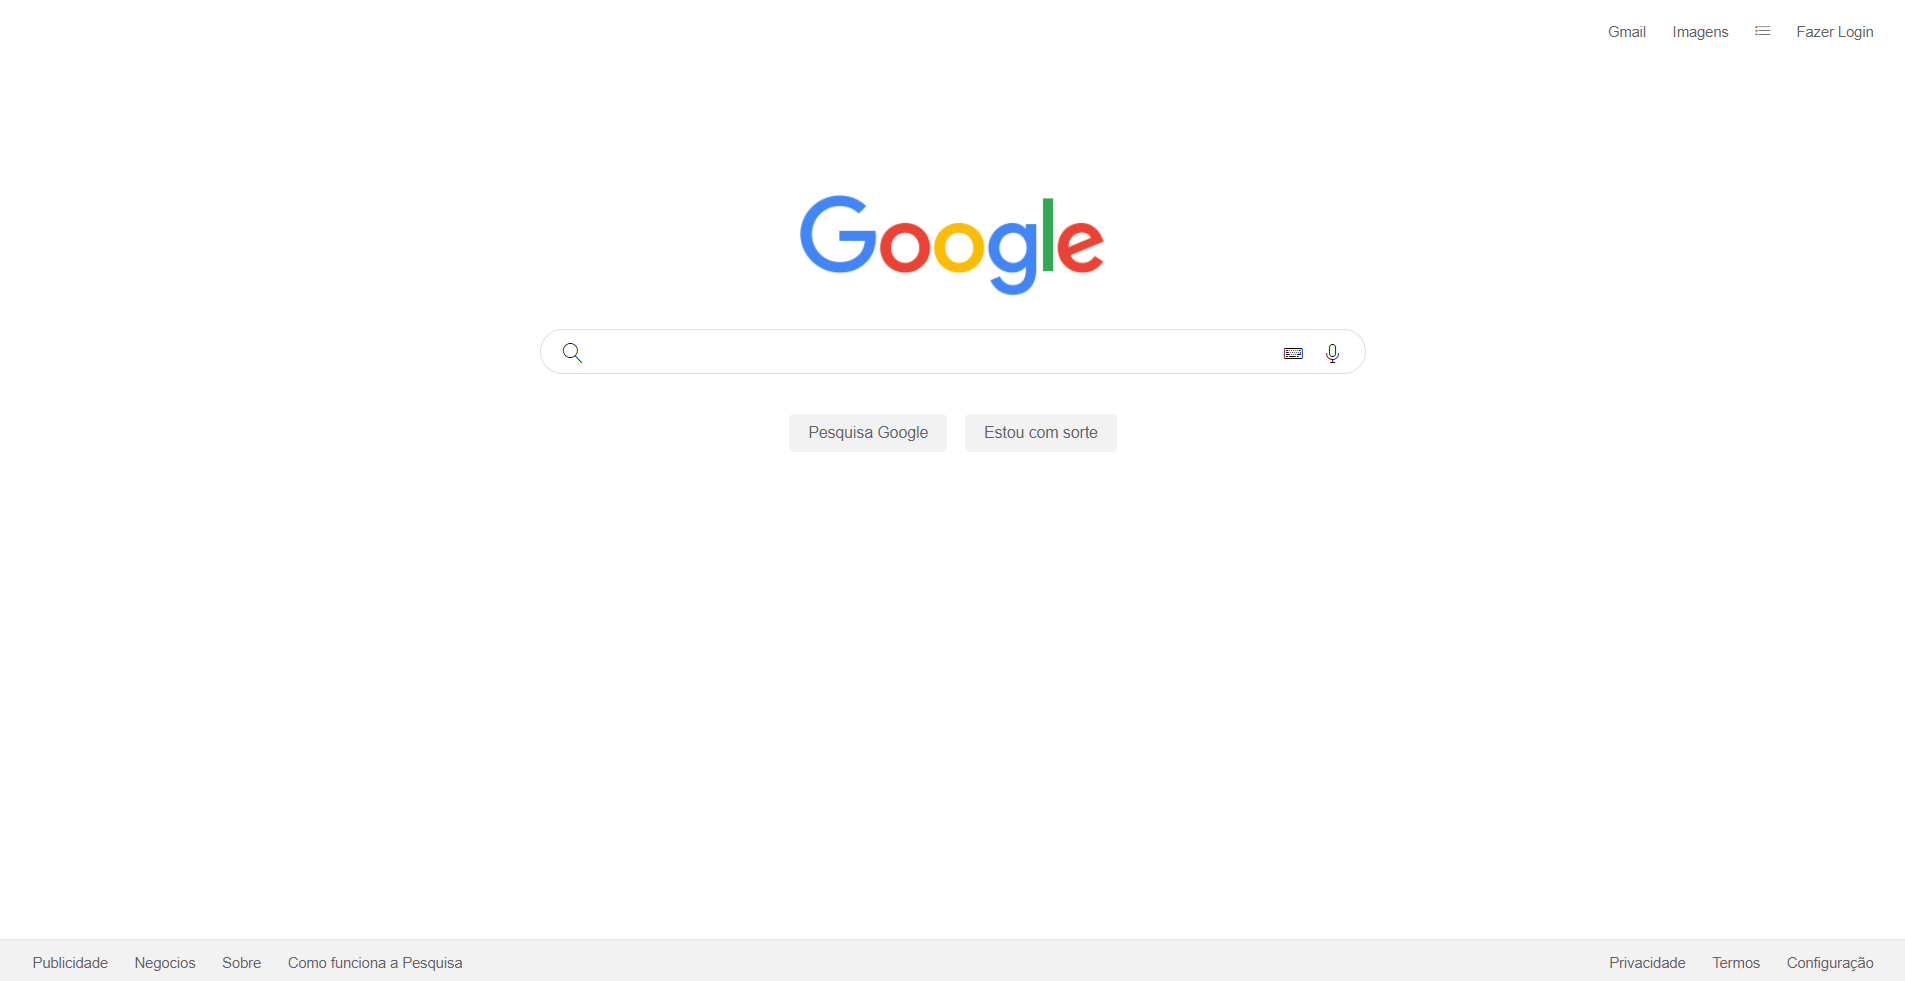 Gmail Imagens Fazer Login
Google
Pesquisa Google Estou com sorte
Publicidade Negocios Sobre Como funciona a Pesquisa Privacidade Termos Configuração